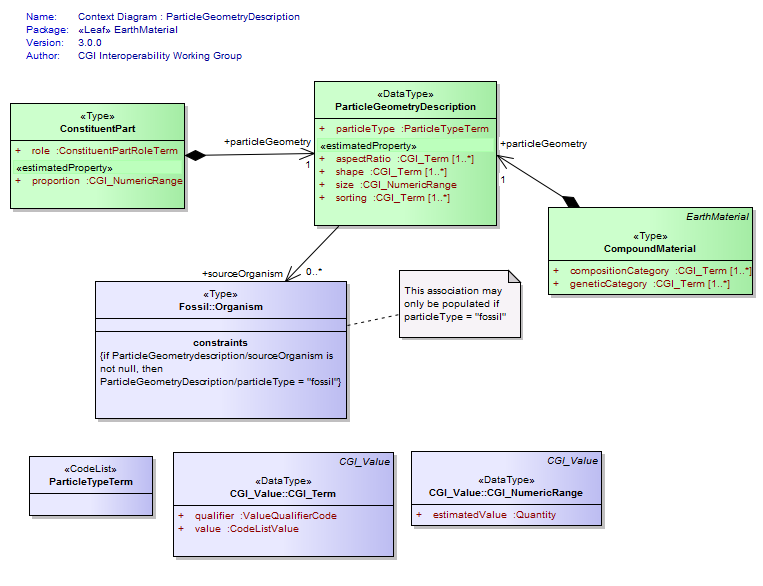 Name: Context Diagram : ParticleGeometryDescription
Package: «Leaf» EarthMaterial
Version: 3.0.0
Author: CGI Interoperability Working Group
«DataType»
ParticleGeometryDescription
+ particleType :ParticleTypeTerm
«estimatedProperty»
+ aspectRatio :CGI_Term [1..*]
+ shape :CGI_Term [1..*]
+ size :CGI_NumericRange
+ sorting :CGI_Term [1..*]
«Type»
ConstituentPart
+ role :ConstituentPartRoleTerm
«estimatedProperty»
+ proportion :CGI_NumericRange
+particleGeometry
1
+particleGeometry
1
EarthMaterial
«Type»
CompoundMaterial
+ compositionCategory :CGI_Term [1..*]
+ geneticCategory :CGI_Term [1..*]
+sourceOrganism
0..*
«Type»
Fossil::Organism
constraints
{if ParticleGeometrydescription/sourceOrganism is
not null, then
ParticleGeometryDescription/particleType = "fossil"}
This association may
only be populated if
particleType = "fossil"
«CodeList»
ParticleTypeTerm
CGI_Value
«DataType»
CGI_Value::CGI_Term
+ qualifier :ValueQualifierCode
+ value :CodeListValue
CGI_Value
«DataType»
CGI_Value::CGI_NumericRange
+ estimatedValue :Quantity